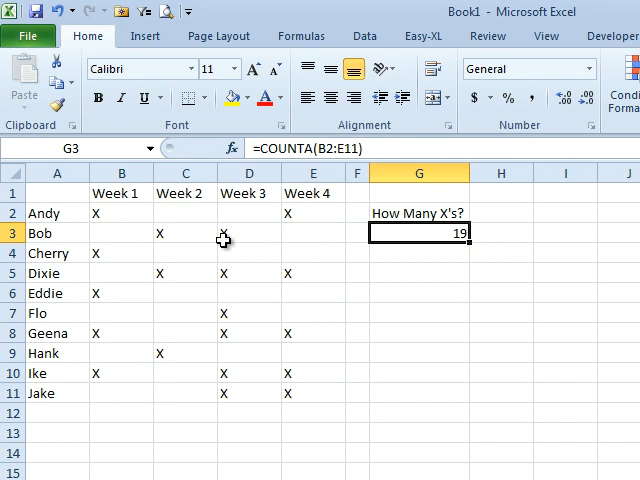 Book1 - Microsoft Excel
File Home Insert Page Layout Formulas Data Easy-XL Review View Developer
Calibri 11 General
Paste B I U A A A $ % , .00 .0
Clipboard Font Alignment Number
G3 fx =COUNTA(B2:E11)
A B C D E F G H I J
1 Week 1 Week 2 Week 3 Week 4
2 Andy X X How Many X's?
3 Bob X X 19
4 Cherry X
5 Dixie X X X
6 Eddie X
7 Flo X
8 Geena X X X
9 Hank X
10 Ike X X X
11 Jake X X
12
13
14
15